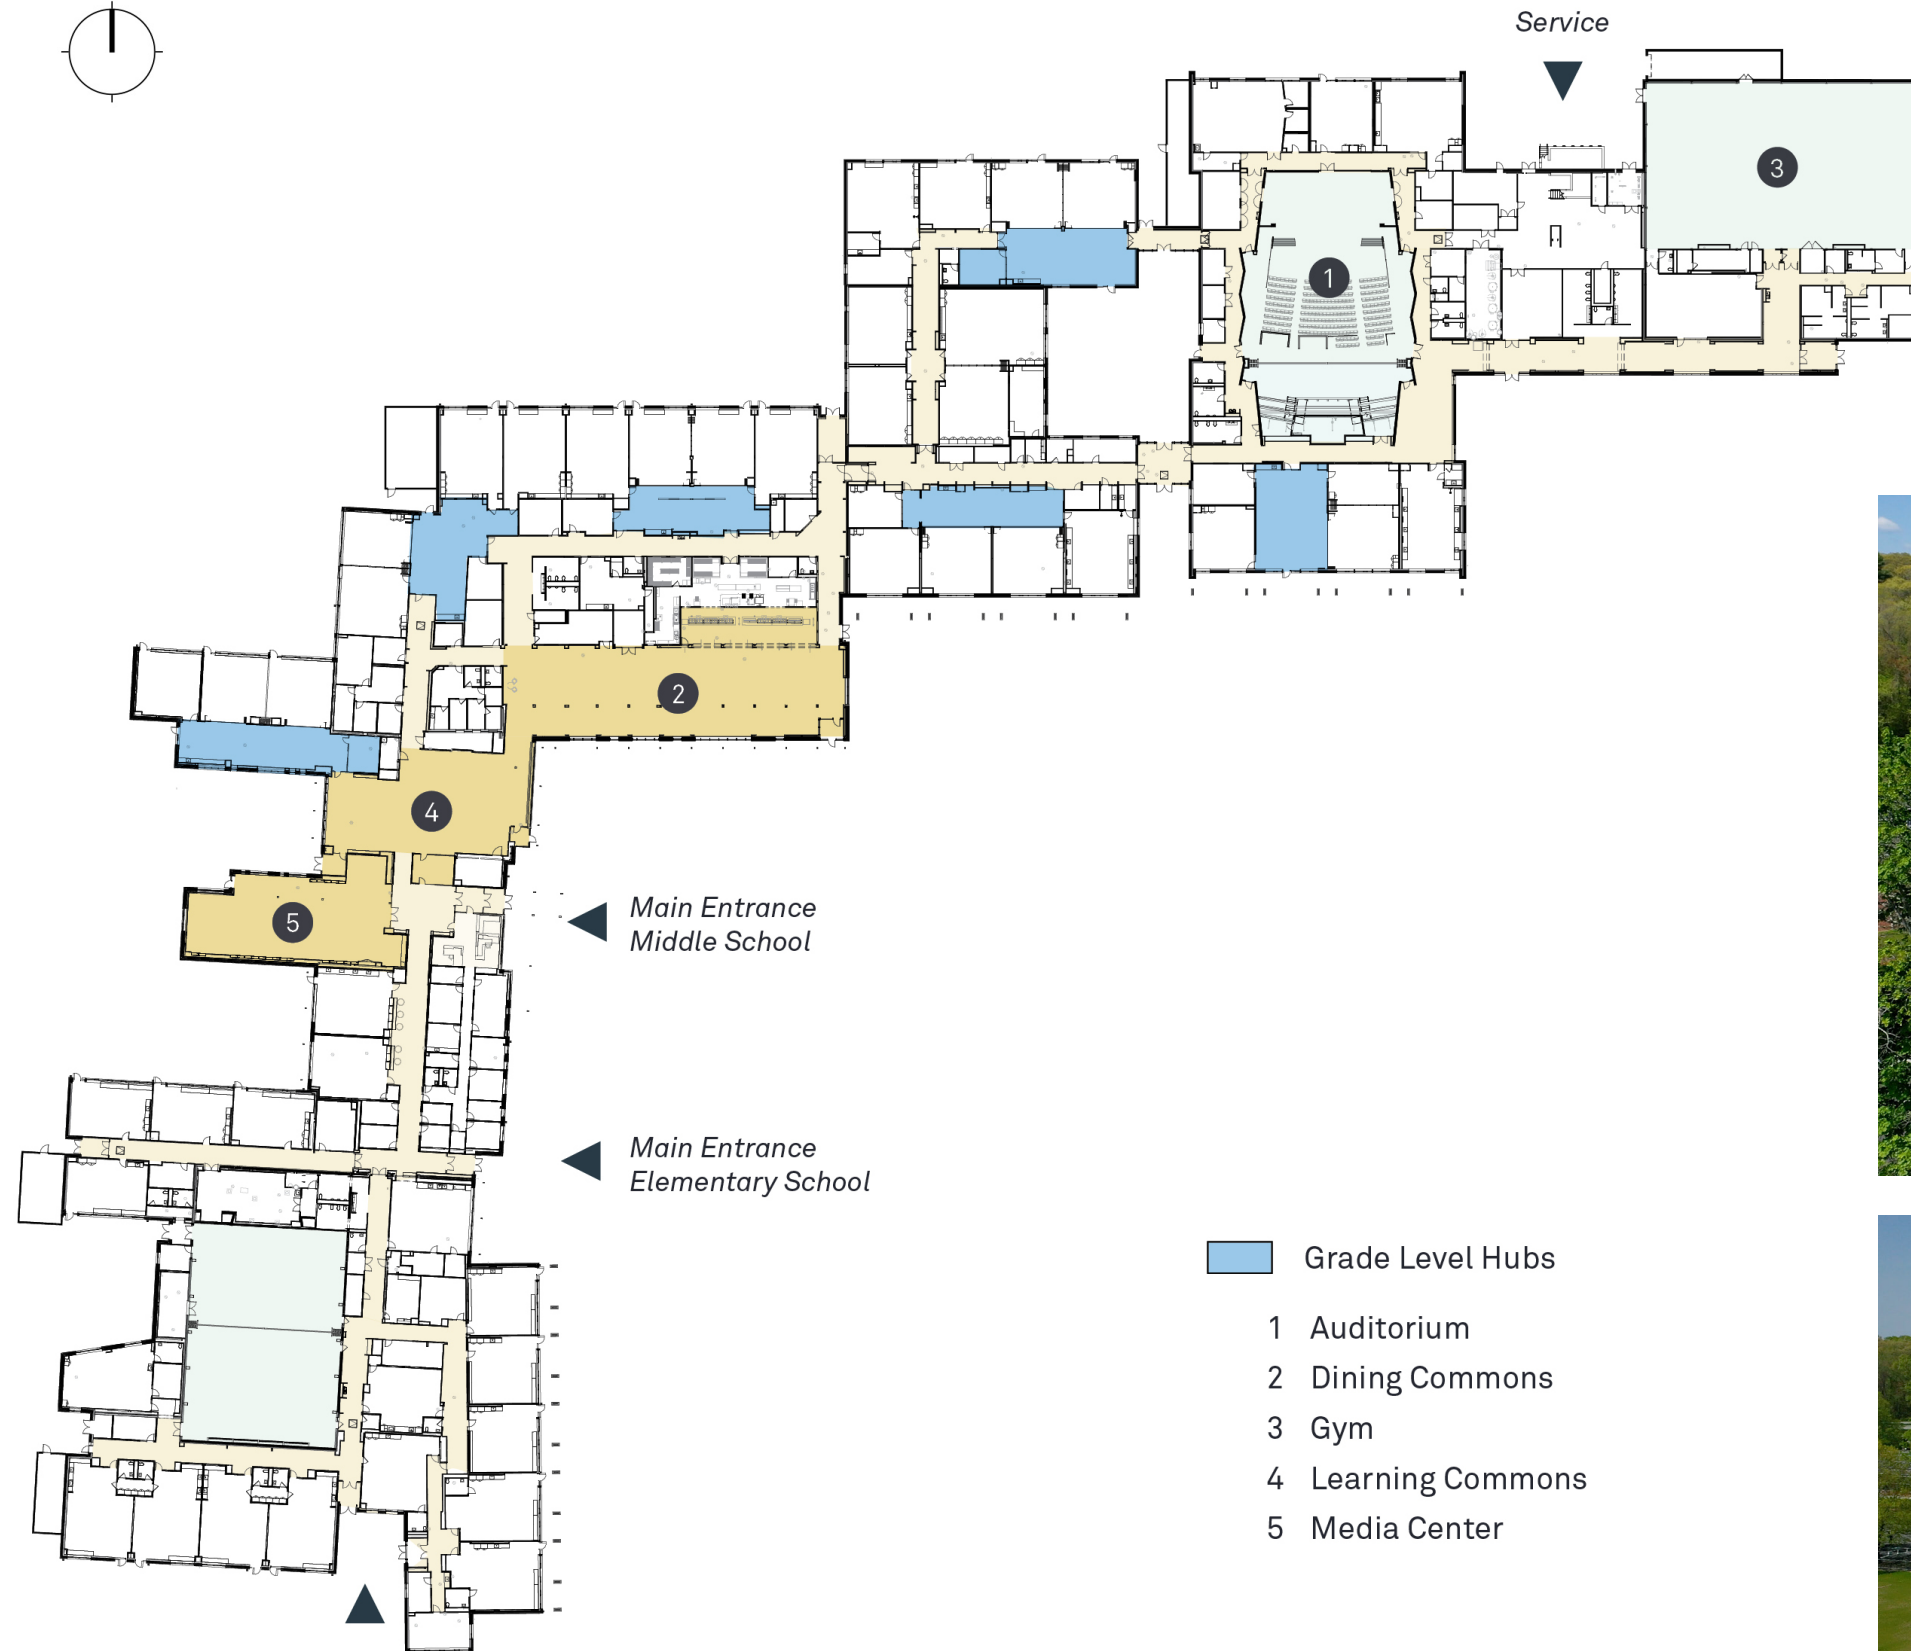 Service
3
1
2
4
5
Main Entrance
Middle School
Main Entrance
Elementary School
Grade Level Hubs
1 Auditorium
2 Dining Commons
3 Gym
4 Learning Commons
5 Media Center